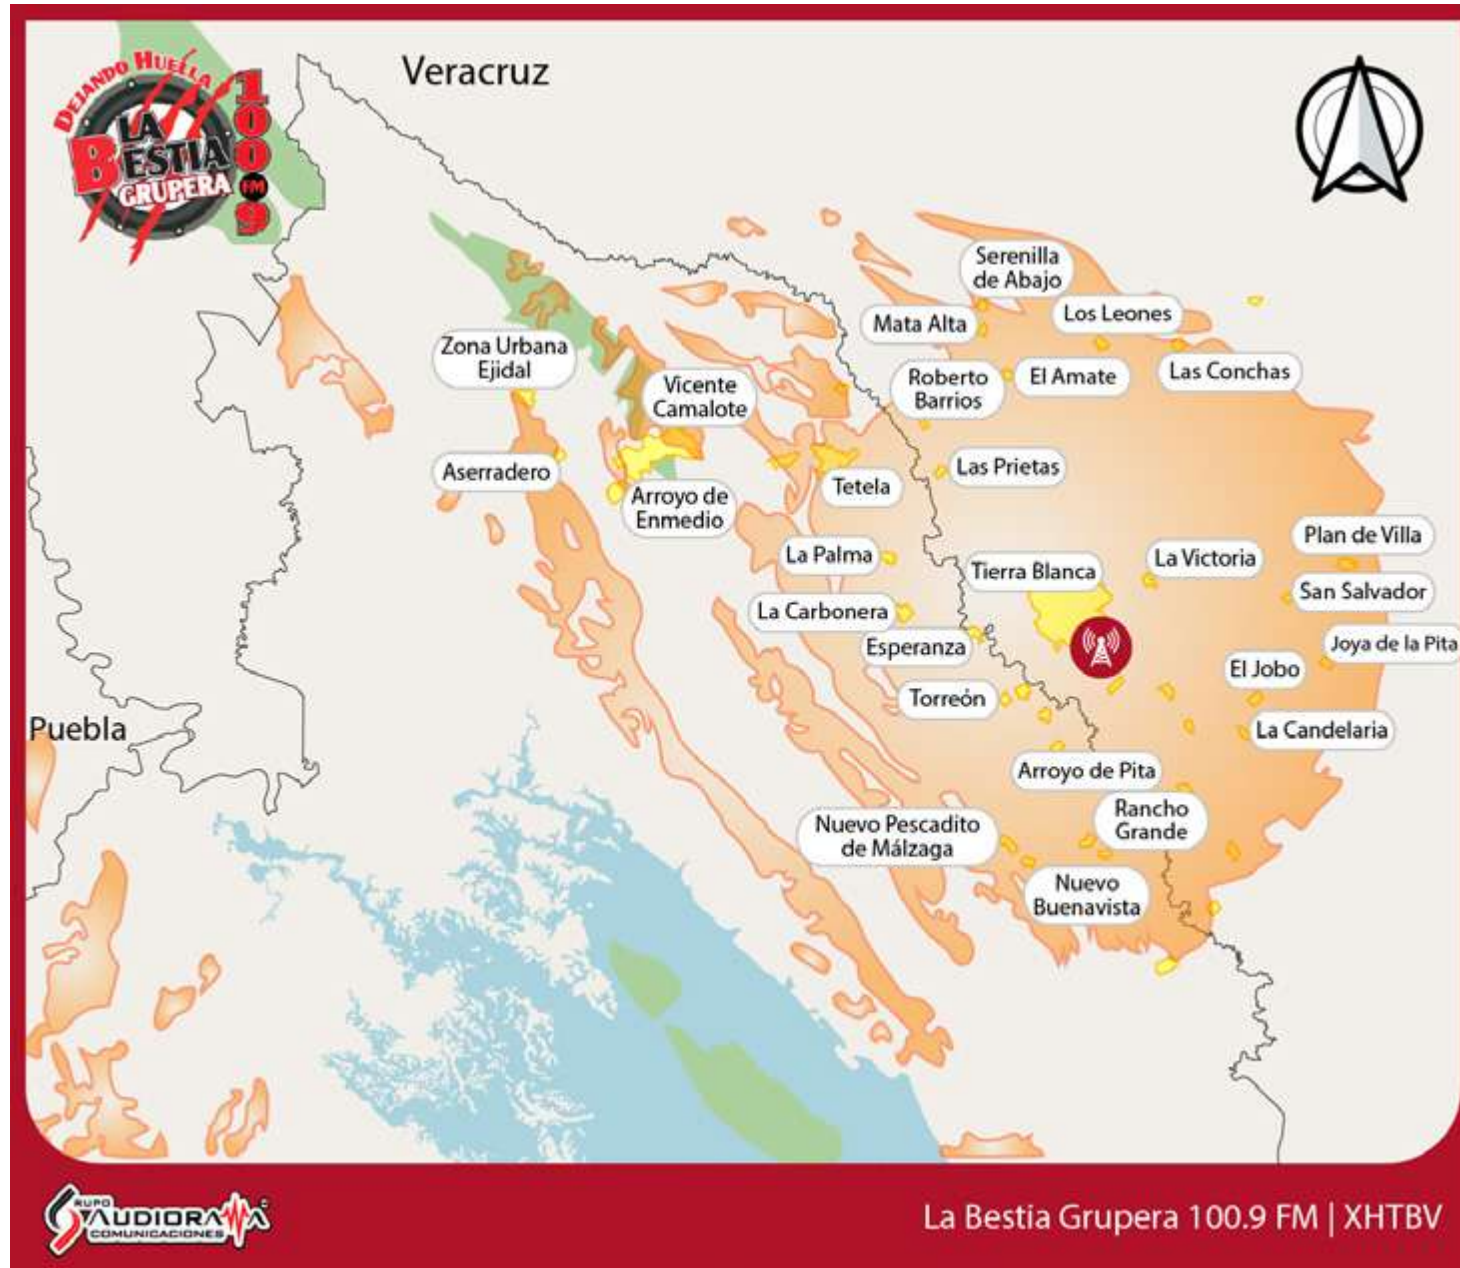 Veracruz
DEJANDO HUELLA
LA
BESTIA
GRUPERA
100
FM
9
Serenilla
de Abajo
Los Leones
Mata Alta
Zona Urbana
Ejidal
Vicente
Camalote
Roberto
Barrios
El Amate
Las Conchas
Aserradero
Las Prietas
Tetela
Arroyo de
Enmedio
Plan de Villa
La Palma
La Victoria
Tierra Blanca
San Salvador
La Carbonera
Esperanza
Joya de la Pita
El Jobo
Torreón
Puebla
La Candelaria
Arroyo de Pita
Rancho
Grande
Nuevo Pescadito
de Málzaga
Nuevo
Buenavista
GRUPO
AUDIORAMA
COMUNICACIONES
La Bestia Grupera 100.9 FM | XHTBV